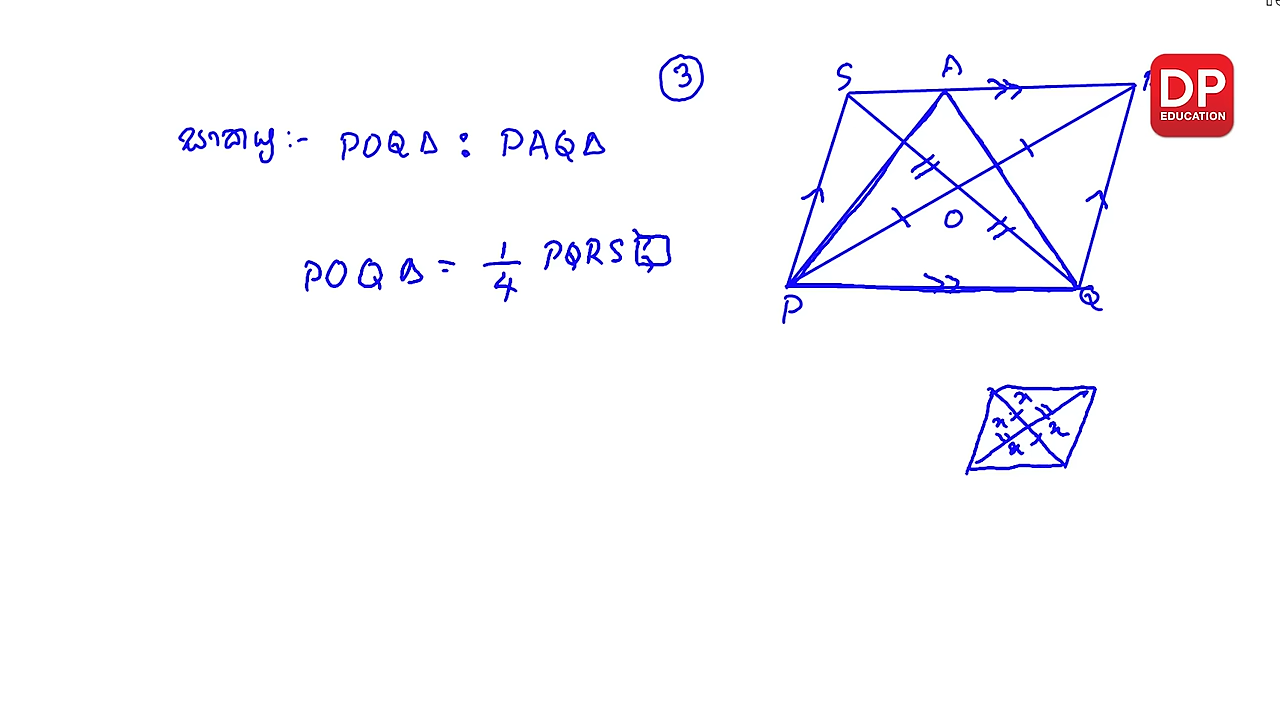 ③
සාතාය :- POQ Δ : PAQ Δ
POQ Δ = 1/4 PQRS
S A
O
P Q
x x
x x
DP
EDUCATION